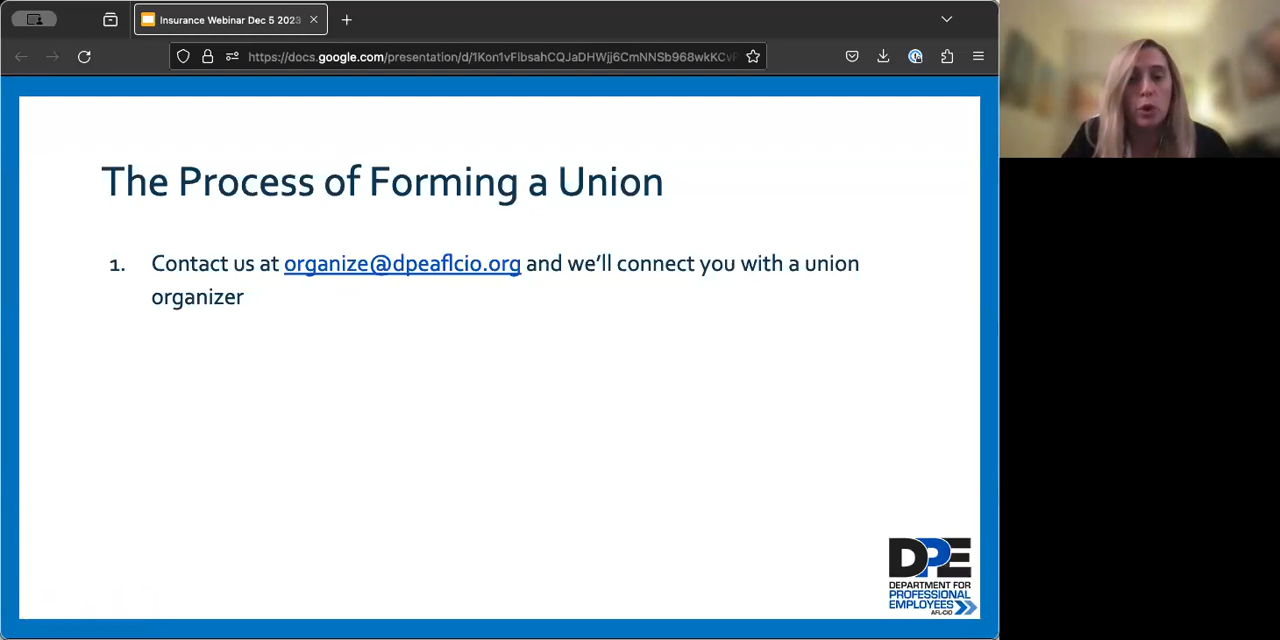 Insurance Webinar Dec 5 2023
https://docs.google.com/presentation/d/1Kon1vFlbsahCQJaDHWjj6CmNNSb968wkKCv
The Process of Forming a Union
1. Contact us at organize@dpeaflcio.org and we'll connect you with a union
organizer
DPE
DEPARTMENT FOR
PROFESSIONAL
EMPLOYEES
AFL-CIO